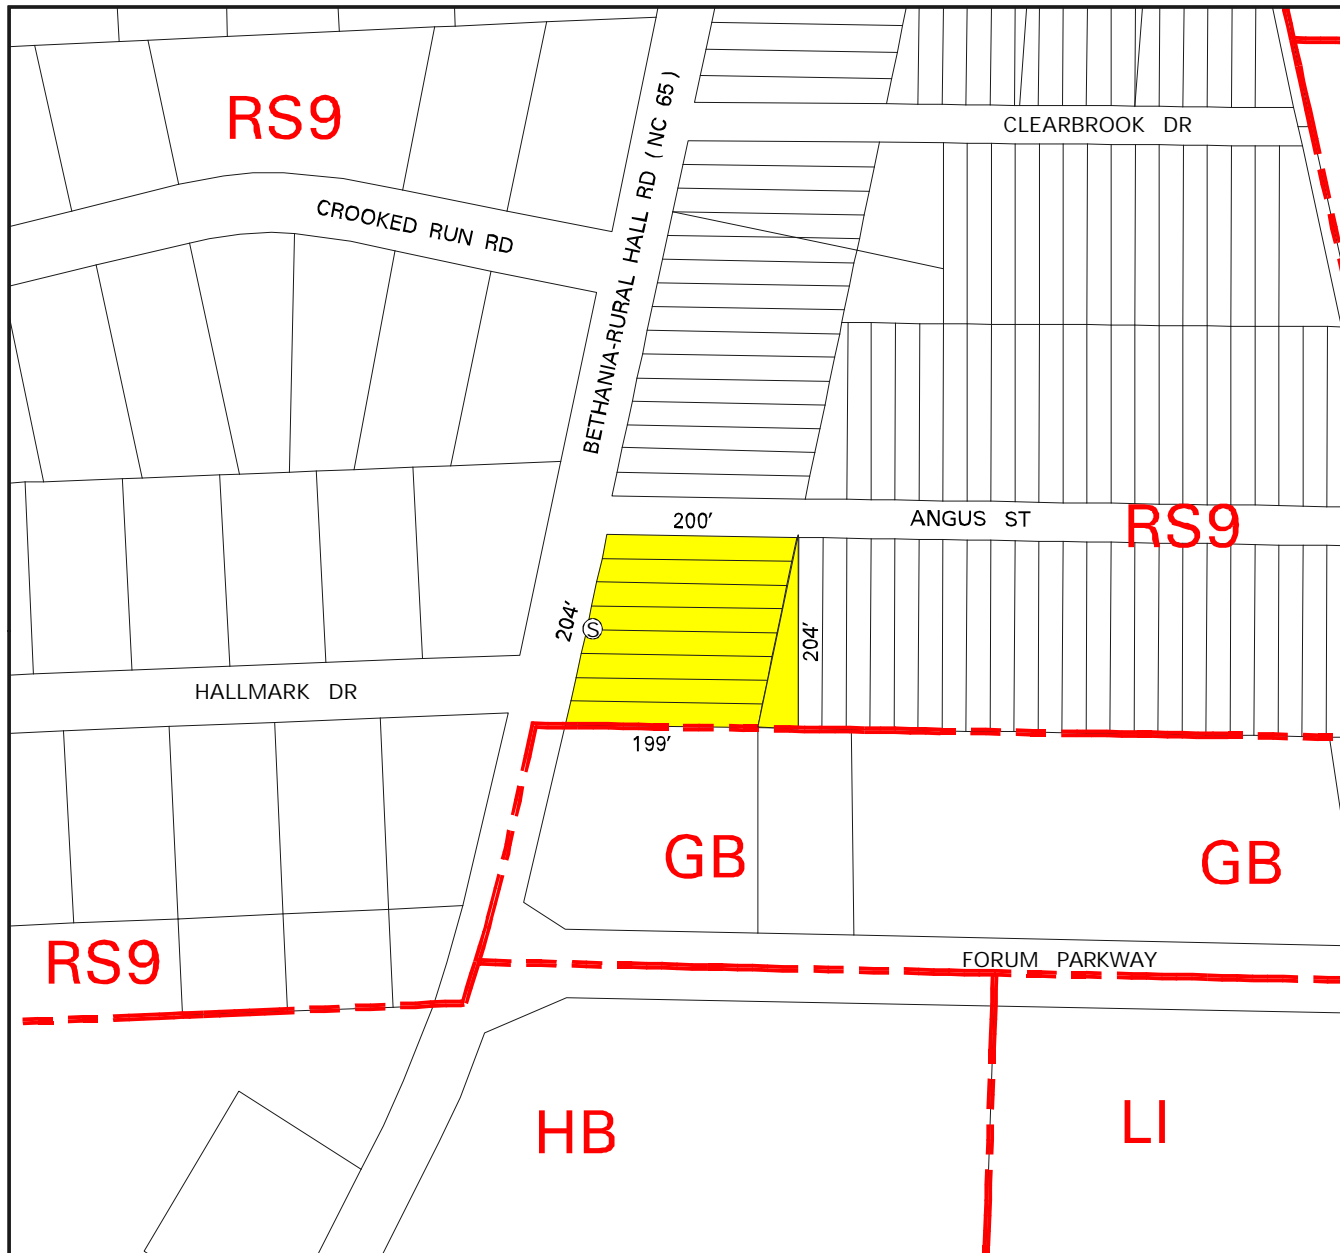 RS9
CLEARBROOK DR
BETHANIA-RURAL HALL RD (NC 65)
CROOKED RUN RD
200'
ANGUS ST
RS9
204'
S
204'
HALLMARK DR
199'
GB
GB
RS9
FORUM PARKWAY
HB
LI